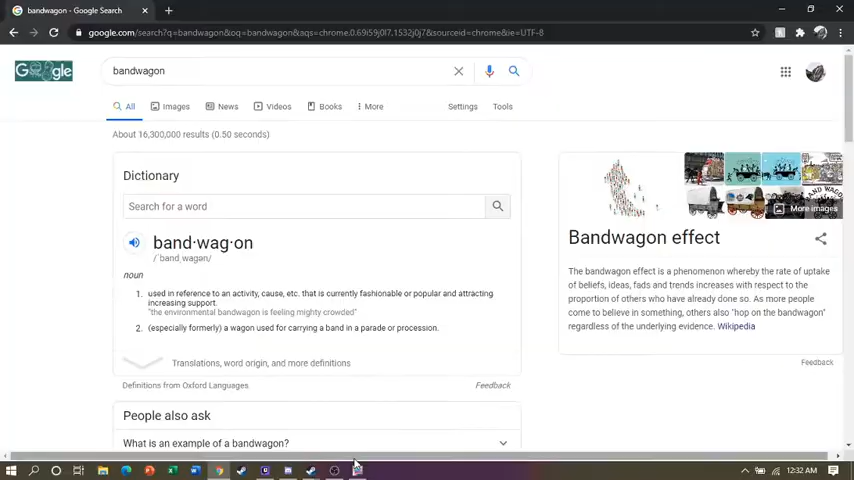 bandwagon - Google Search
google.com/search?q=bandwagon&oq=bandwagon&aqs=chrome.0.69i59j0l7.1532j0j7&sourceid=chrome&ie=UTF-8
Google
bandwagon
All
Images
News
Videos
Books
More
Settings
Tools
About 16,300,000 results (0.50 seconds)
Dictionary
Search for a word
band·wag·on
/ˈbandˌwaɡən/
noun
1. used in reference to an activity, cause, etc. that is currently fashionable or popular and attracting
increasing support.
"the environmental bandwagon is feeling mighty crowded"
2. (especially formerly) a wagon used for carrying a band in a parade or procession.
Translations, word origin, and more definitions
Definitions from Oxford Languages
Feedback
People also ask
What is an example of a bandwagon?
More images
Bandwagon effect
The bandwagon effect is a phenomenon whereby the rate of uptake
of beliefs, ideas, fads and trends increases with respect to the
proportion of others who have already done so. As more people
come to believe in something, others also "hop on the bandwagon"
regardless of the underlying evidence. Wikipedia
Feedback
12:32 AM